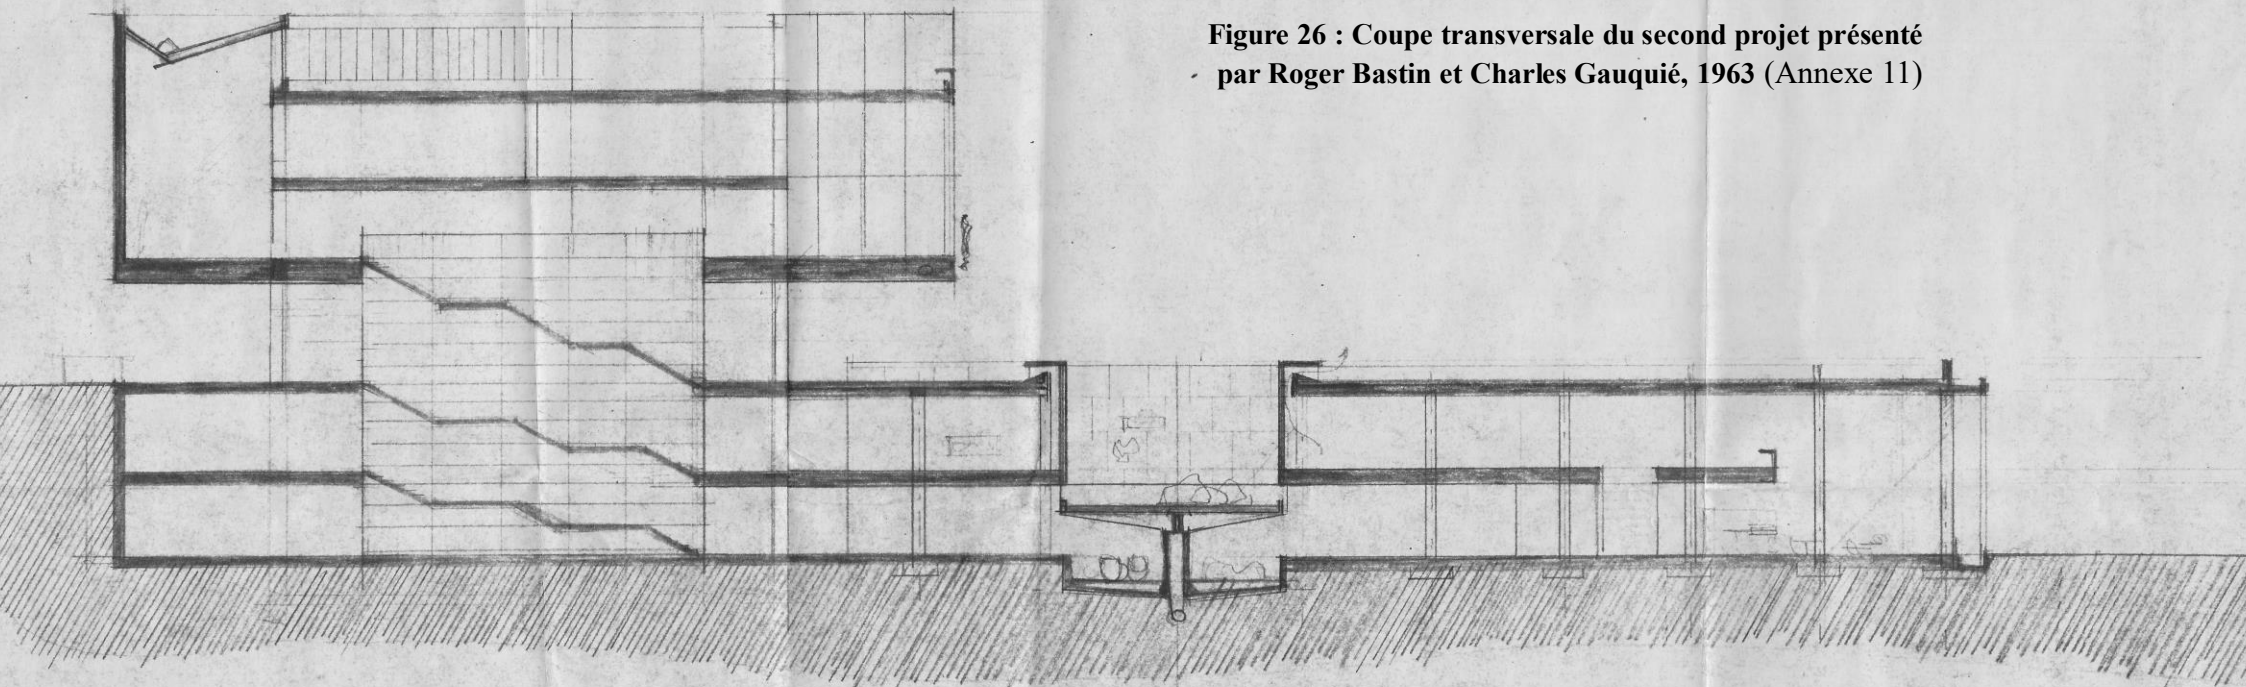 Figure 26 : Coupe transversale du second projet présenté
par Roger Bastin et Charles Gauquié, 1963 (Annexe 11)